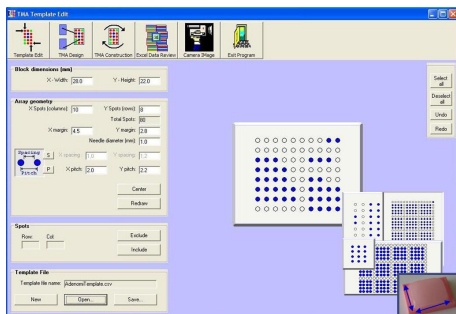 TMA Template Edit
Template Edit
TMA Design
TMA Construction
Excel Data Review
Camera IMage
Exit Program
Block dimensions (mm)
X - Width: 28.0 Y - Height: 22.0
Array geometry
X Spots (columns): 10 Y Spots (rows): 8
Total Spots: 80
X margin: 4.5 Y margin: 2.8
Needle diameter (mm): 1.0
Spacing S X spacing: 1.0 Y spacing: 1.2
Pitch P X pitch: 2.0 Y pitch: 2.2
Center
Redraw
Spots
Row: Col: Exclude
Include
Template File
Template file name: AdenomsTemplate.csv
New Open... Save...
Select all
Deselect all
Undo
Redo